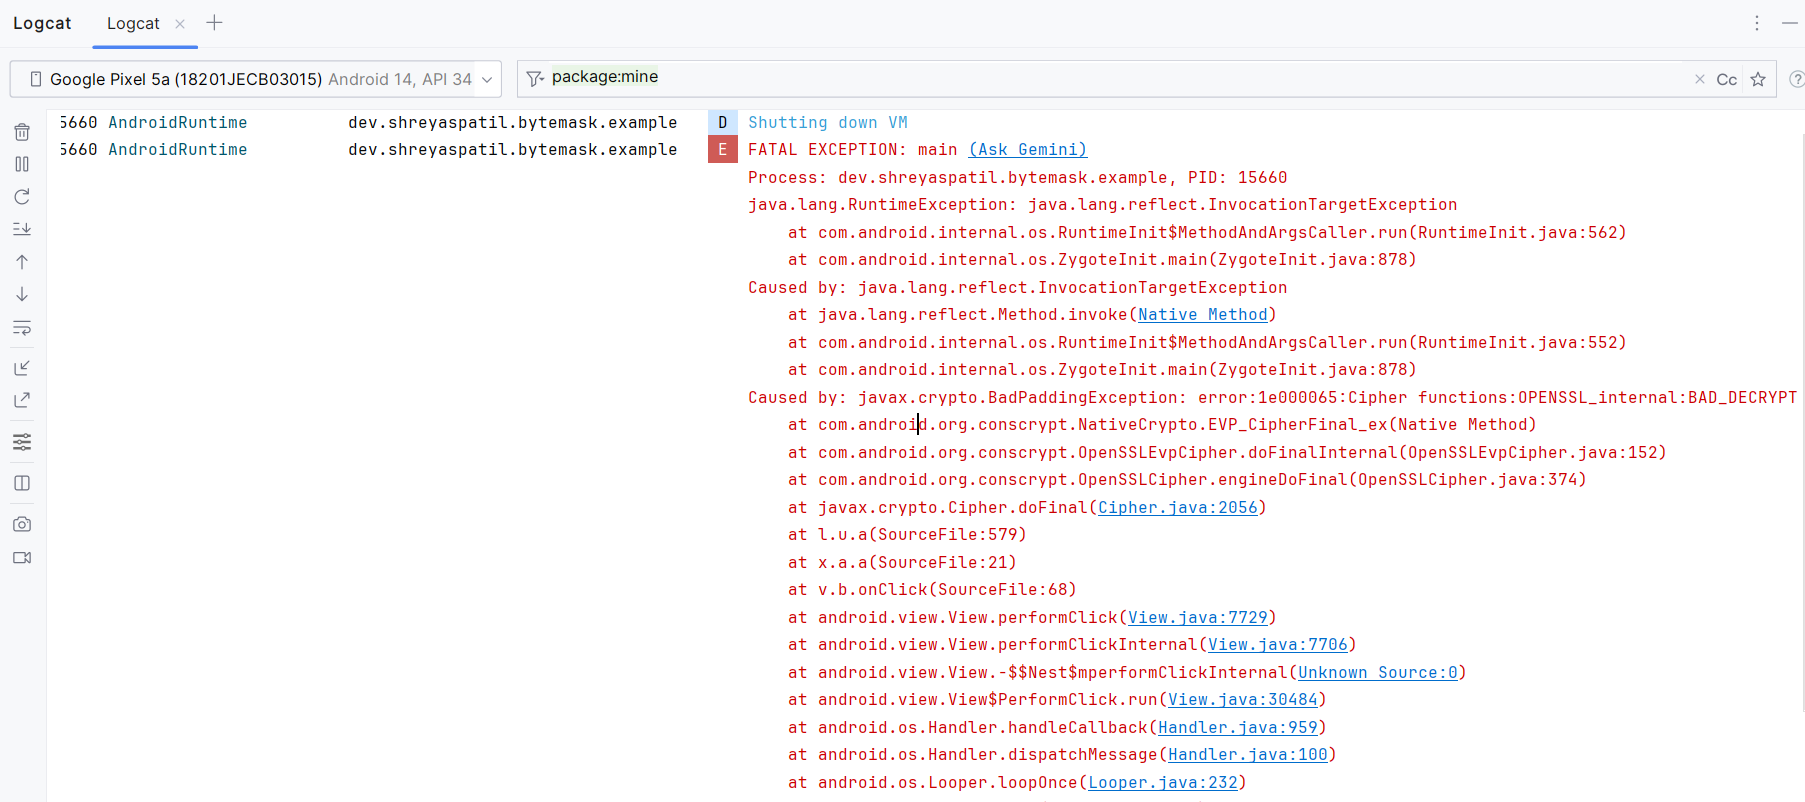 Logcat Logcat
Google Pixel 5a (18201JECB03015) Android 14, API 34 package:mine Cc
5660 AndroidRuntime dev.shreyaspatil.bytemask.example D Shutting down VM
5660 AndroidRuntime dev.shreyaspatil.bytemask.example E FATAL EXCEPTION: main (Ask Gemini)
Process: dev.shreyaspatil.bytemask.example, PID: 15660
java.lang.RuntimeException: java.lang.reflect.InvocationTargetException
at com.android.internal.os.RuntimeInit$MethodAndArgsCaller.run(RuntimeInit.java:562)
at com.android.internal.os.ZygoteInit.main(ZygoteInit.java:878)
Caused by: java.lang.reflect.InvocationTargetException
at java.lang.reflect.Method.invoke(Native Method)
at com.android.internal.os.RuntimeInit$MethodAndArgsCaller.run(RuntimeInit.java:552)
at com.android.internal.os.ZygoteInit.main(ZygoteInit.java:878)
Caused by: javax.crypto.BadPaddingException: error:1e000065:Cipher functions:OPENSSL_internal:BAD_DECRYPT
at com.android.org.conscrypt.NativeCrypto.EVP_CipherFinal_ex(Native Method)
at com.android.org.conscrypt.OpenSSLEvpCipher.doFinalInternal(OpenSSLEvpCipher.java:152)
at com.android.org.conscrypt.OpenSSLCipher.engineDoFinal(OpenSSLCipher.java:374)
at javax.crypto.Cipher.doFinal(Cipher.java:2056)
at l.u.a(SourceFile:579)
at x.a.a(SourceFile:21)
at v.b.onClick(SourceFile:68)
at android.view.View.performClick(View.java:7729)
at android.view.View.performClickInternal(View.java:7706)
at android.view.View.-$$Nest$mperformClickInternal(Unknown Source:0)
at android.view.View$PerformClick.run(View.java:30484)
at android.os.Handler.handleCallback(Handler.java:959)
at android.os.Handler.dispatchMessage(Handler.java:100)
at android.os.Looper.loopOnce(Looper.java:232)